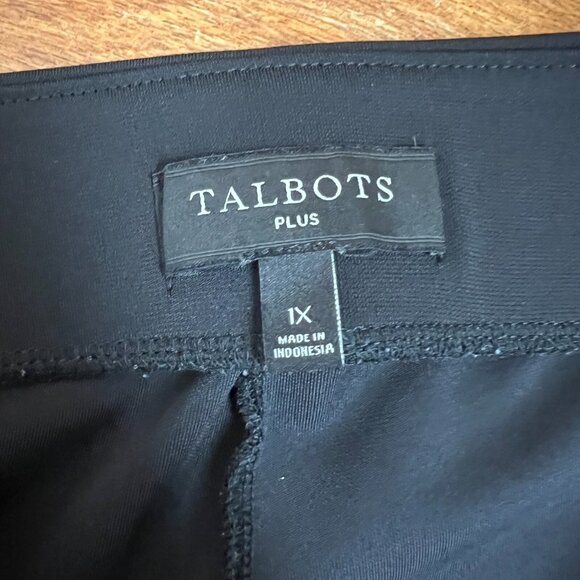 TALBOTS
PLUS
1X
MADE IN
INDONESIA